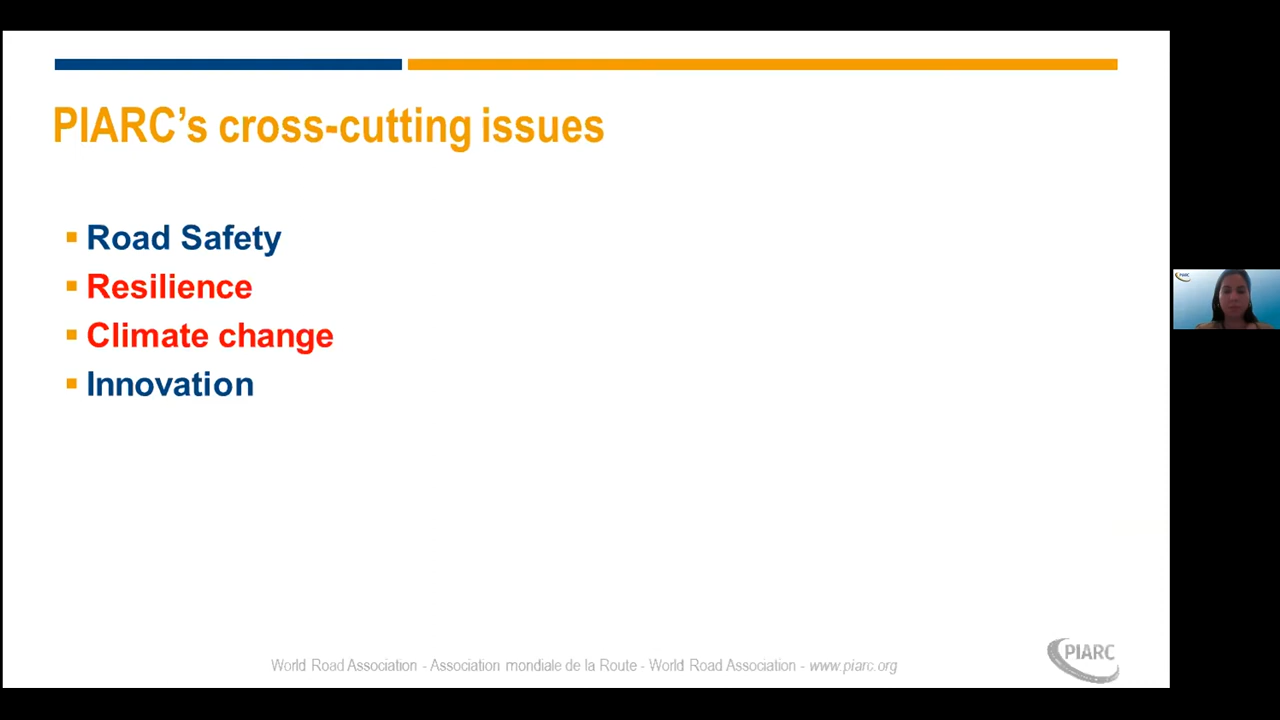 PIARC’s cross-cutting issues
Road Safety
Resilience
Climate change
Innovation
World Road Association - Association mondiale de la Route - World Road Association - www.piarc.org
PIARC
PIARC